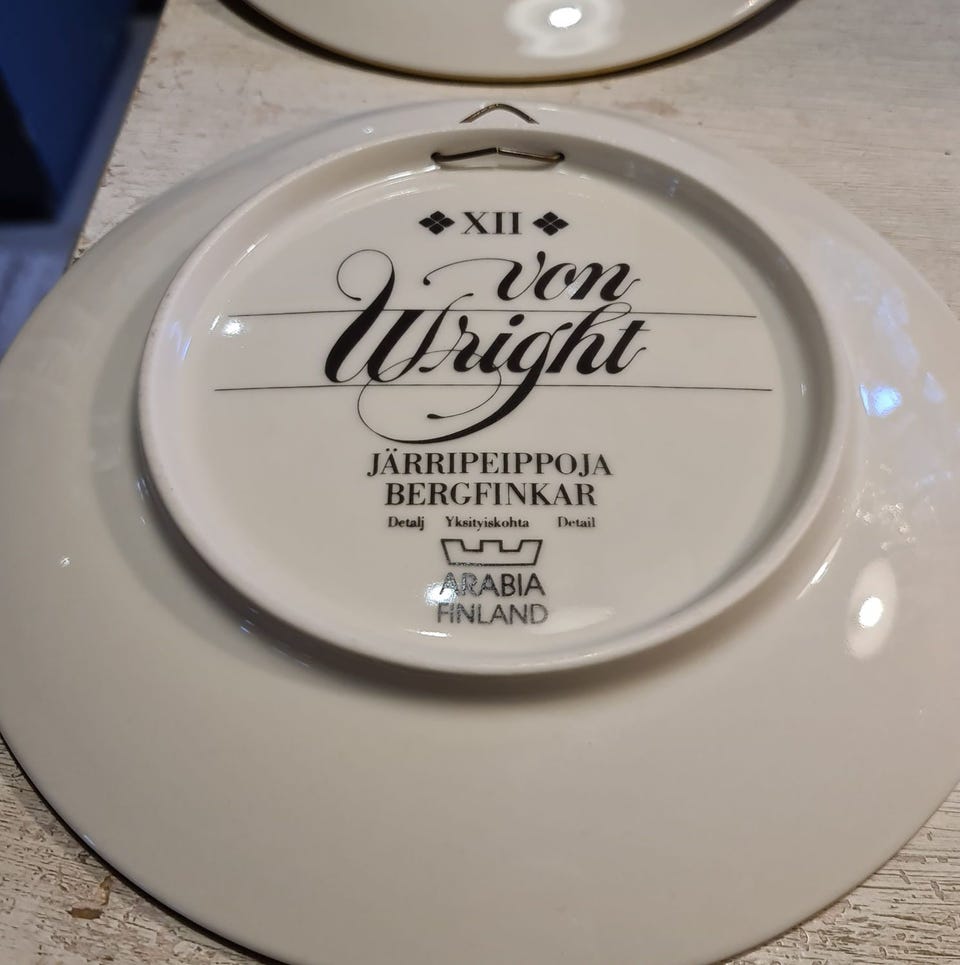 XII
von
Wright
JÄRRIPEIPPOJA
BERGFINKAR
Detalj Yksityiskohta Detail
ARABIA
FINLAND